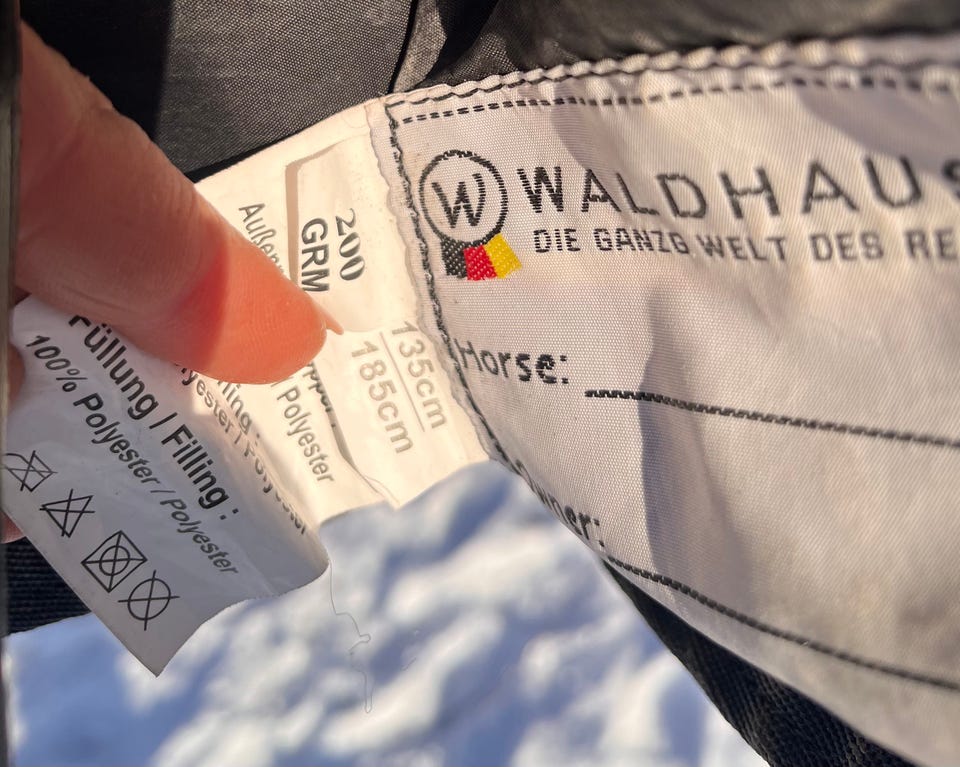 200
GRM
135cm
185cm
Polyester
Füllung / Filling :
100% Polyester / Polyester
W WALDHAUS
DIE GANZE WELT DES RE
Horse: